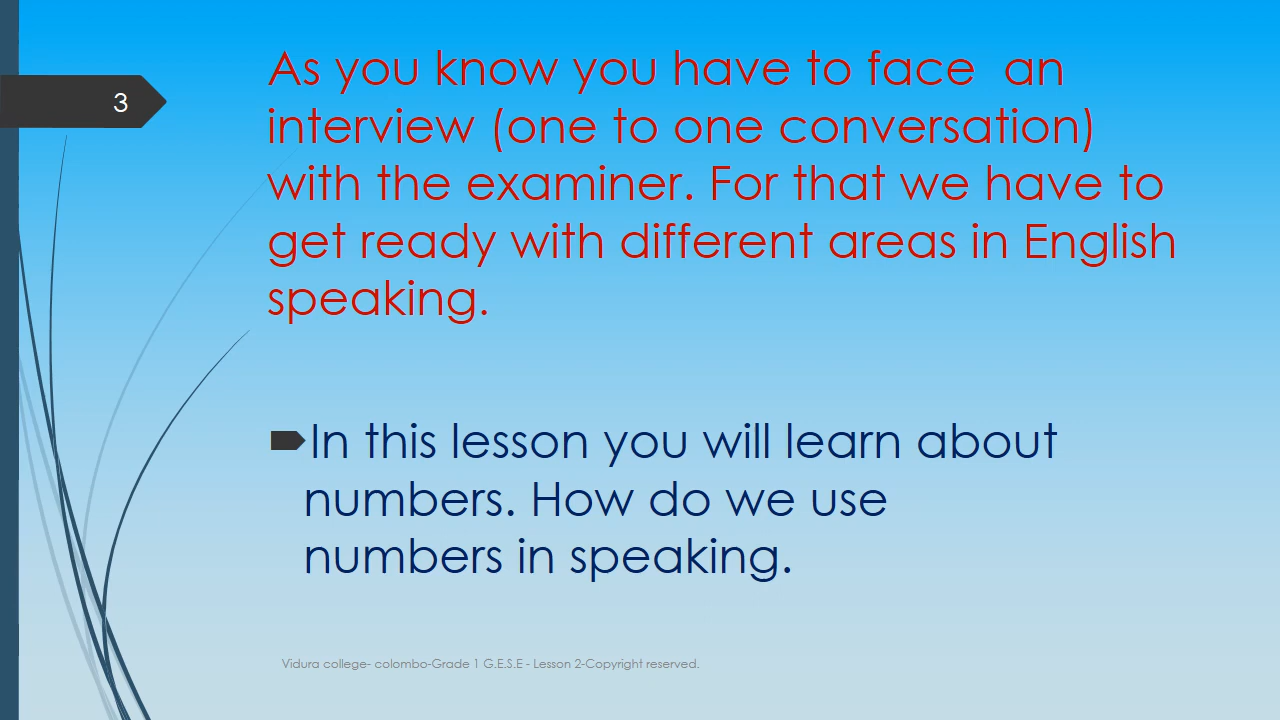 3
As you know you have to face  an
interview (one to one conversation)
with the examiner. For that we have to
get ready with different areas in English
speaking.
In this lesson you will learn about
numbers. How do we use
numbers in speaking.
Vidura college- colombo-Grade 1 G.E.S.E - Lesson 2-Copyright reserved.